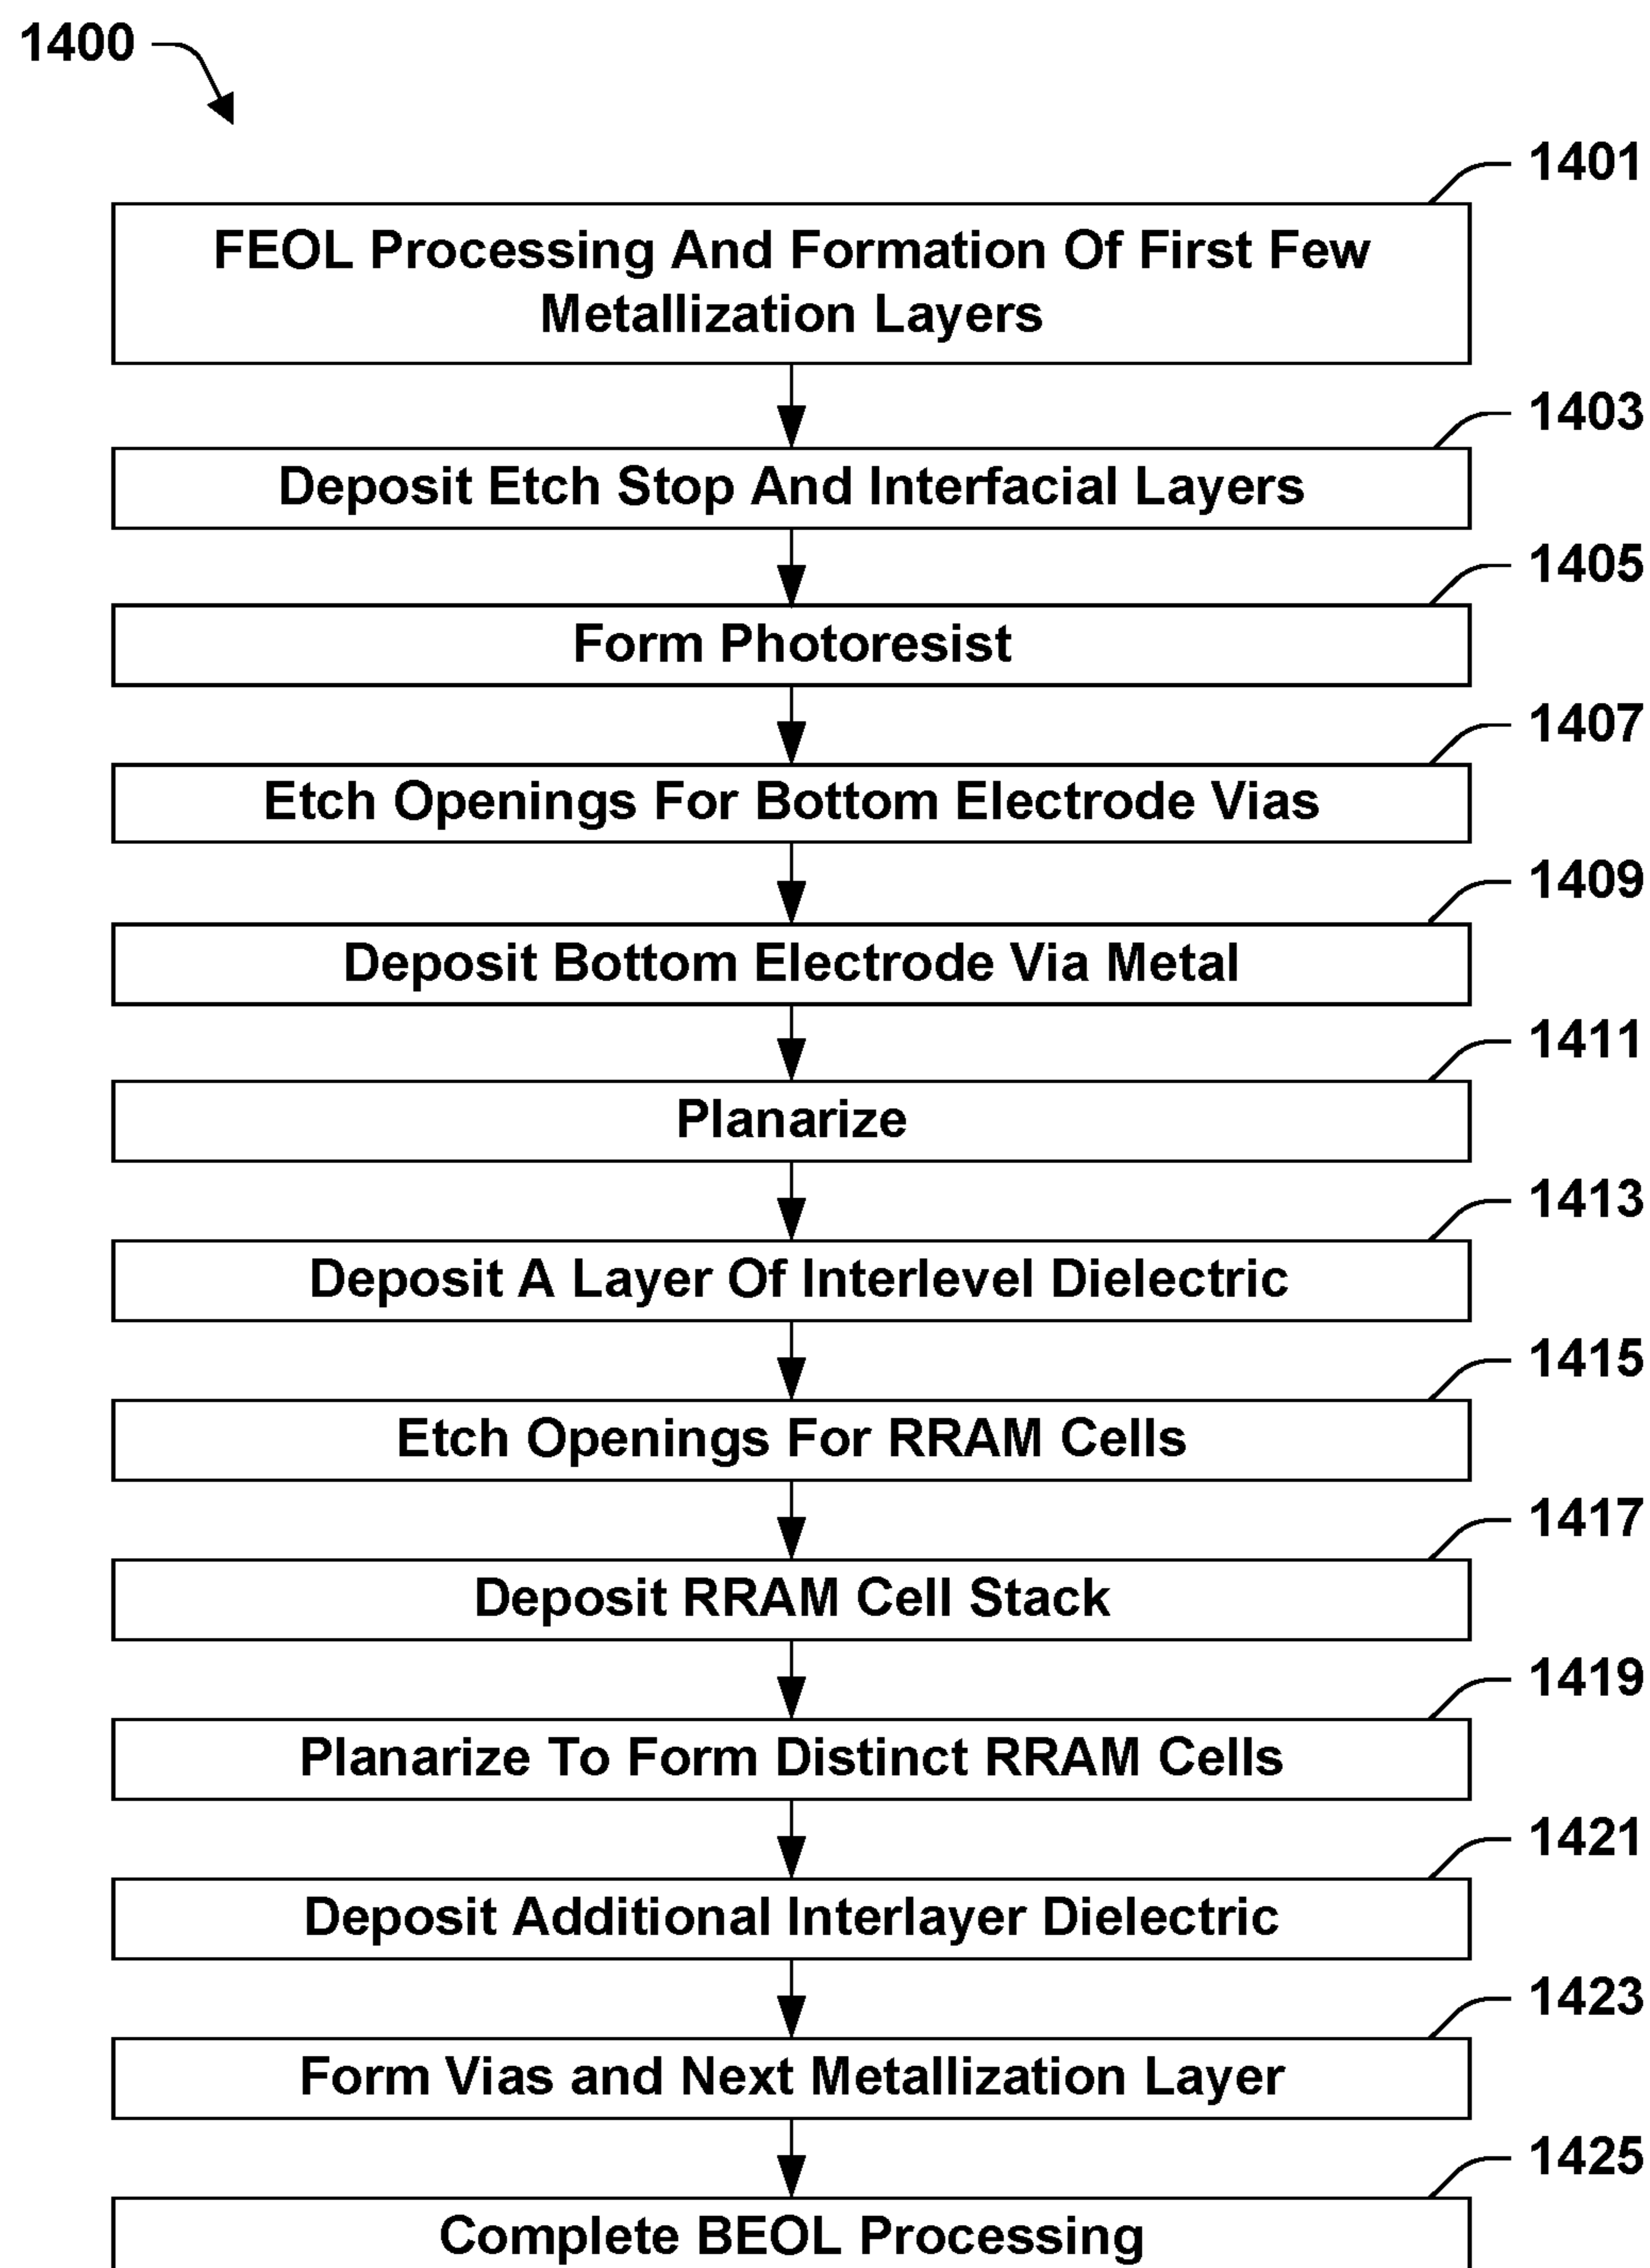 1400
1401
FEOL Processing And Formation Of First Few
Metallization Layers
1403
Deposit Etch Stop And Interfacial Layers
1405
Form Photoresist
1407
Etch Openings For Bottom Electrode Vias
1409
Deposit Bottom Electrode Via Metal
1411
Planarize
1413
Deposit A Layer Of Interlevel Dielectric
1415
Etch Openings For RRAM Cells
1417
Deposit RRAM Cell Stack
1419
Planarize To Form Distinct RRAM Cells
1421
Deposit Additional Interlayer Dielectric
1423
Form Vias and Next Metallization Layer
1425
Complete BEOL Processing